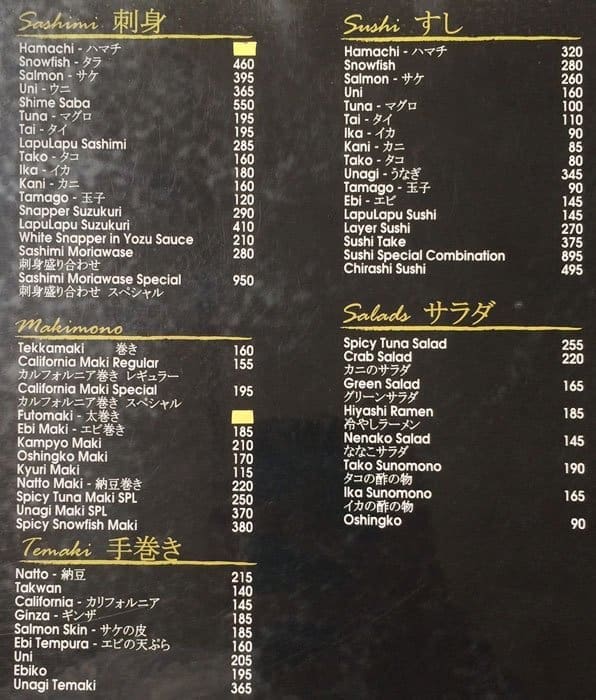 Sashimi 刺身
Hamachi - ハマチ
Snowfish - タラ 460
Salmon - サケ 395
Uni - ウニ 365
Shime Saba 550
Tuna - マグロ 195
Tai - タイ 195
LapuLapu Sashimi 285
Tako - タコ 160
Ika - イカ 180
Kani - カニ 160
Tamago - 玉子 120
Snapper Suzukuri 290
LapuLapu Suzukuri 410
White Snapper in Yozu Sauce 210
Sashimi Moriawase 280
刺身盛り合わせ
Sashimi Moriawase Special 950
刺身盛り合わせ スペシャル
Makimono
Tekkamaki 巻き 160
California Maki Regular 155
カルフォルニア巻き レギュラー
California Maki Special 195
カルフォルニア巻き スペシャル
Futomaki - 太巻き
Ebi Maki - エビ巻き 185
Kampyo Maki 210
Oshingko Maki 170
Kyuri Maki 115
Natto Maki - 納豆巻き 220
Spicy Tuna Maki SPL 250
Unagi Maki SPL 370
Spicy Snowfish Maki 380
Temaki 手巻き
Natto - 納豆 215
Takwan 140
California - カリフォルニア 145
Ginza - ギンザ 185
Salmon Skin - サケの皮 185
Ebi Tempura - エビの天ぷら 160
Uni 205
Ebiko 195
Unagi Temaki 365
Sushi すし
Hamachi - ハマチ 320
Snowfish 280
Salmon - サケ 260
Uni 160
Tuna - マグロ 100
Tai - タイ 110
Ika - イカ 90
Kani - カニ 85
Tako - タコ 80
Unagi - うなぎ 345
Tamago - 玉子 90
Ebi - エビ 145
LapuLapu Sushi 145
Layer Sushi 270
Sushi Take 375
Sushi Special Combination 895
Chirashi Sushi 495
Salads サラダ
Spicy Tuna Salad 255
Crab Salad 220
カニのサラダ
Green Salad 165
グリーンサラダ
Hiyashi Ramen 185
冷やしラーメン
Nenako Salad 145
ななこサラダ
Tako Sunomono 190
タコの酢の物
Ika Sunomono 165
イカの酢の物
Oshingko 90